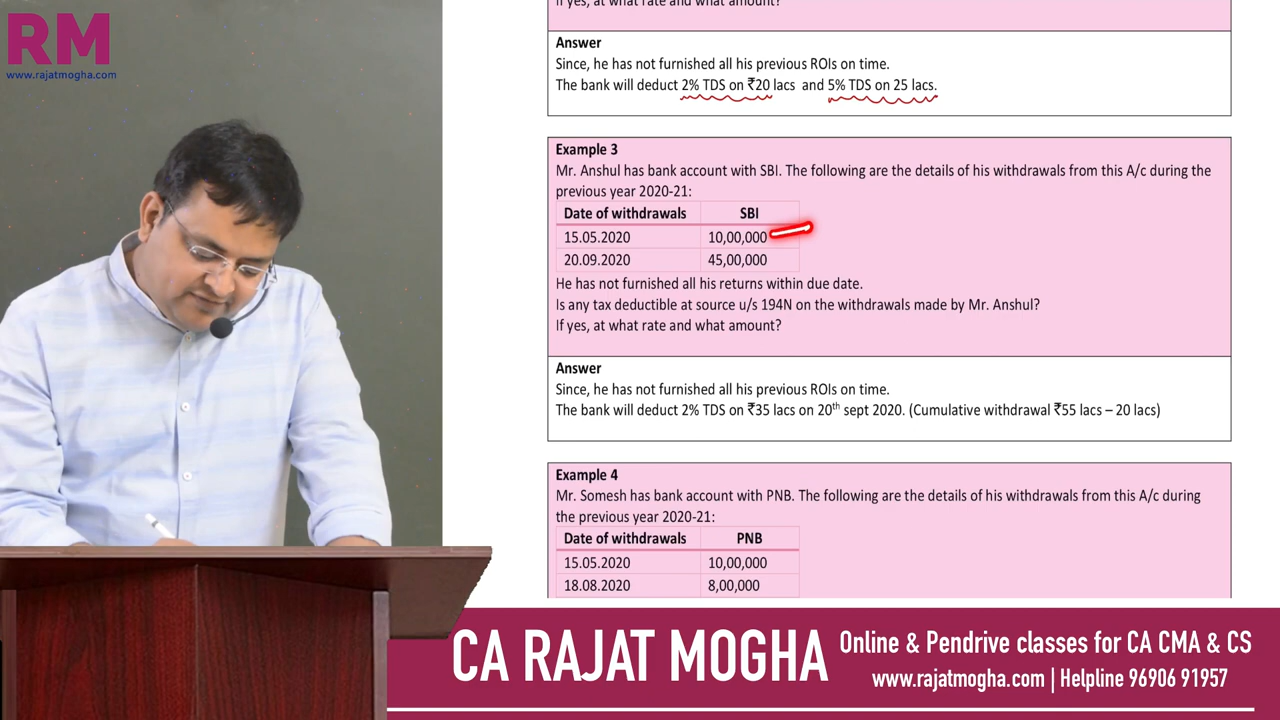 RM
www.rajatmogha.com
If yes, at what rate and what amount?
Answer
Since, he has not furnished all his previous ROIs on time.
The bank will deduct 2% TDS on ₹20 lacs and 5% TDS on 25 lacs.
Example 3
Mr. Anshul has bank account with SBI. The following are the details of his withdrawals from this A/c during the
previous year 2020-21:
Date of withdrawals SBI
15.05.2020 10,00,000
20.09.2020 45,00,000
He has not furnished all his returns within due date.
Is any tax deductible at source u/s 194N on the withdrawals made by Mr. Anshul?
If yes, at what rate and what amount?
Answer
Since, he has not furnished all his previous ROIs on time.
The bank will deduct 2% TDS on ₹35 lacs on 20th sept 2020. (Cumulative withdrawal ₹55 lacs – 20 lacs)
Example 4
Mr. Somesh has bank account with PNB. The following are the details of his withdrawals from this A/c during
the previous year 2020-21:
Date of withdrawals PNB
15.05.2020 10,00,000
18.08.2020 8,00,000
CA RAJAT MOGHA
Online & Pendrive classes for CA CMA & CS
www.rajatmogha.com | Helpline 96906 91957